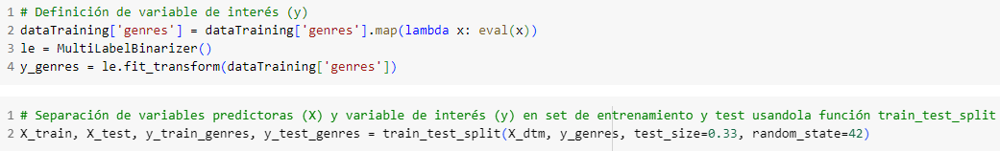 1 # Definición de variable de interés (y)
2 dataTraining['genres'] = dataTraining['genres'].map(lambda x: eval(x))
3 le = MultiLabelBinarizer()
4 y_genres = le.fit_transform(dataTraining['genres'])
1 # Separación de variables predictoras (X) y variable de interés (y) en set de entrenamiento y test usandola función train_test_split
2 X_train, X_test, y_train_genres, y_test_genres = train_test_split(X_dtm, y_genres, test_size=0.33, random_state=42)